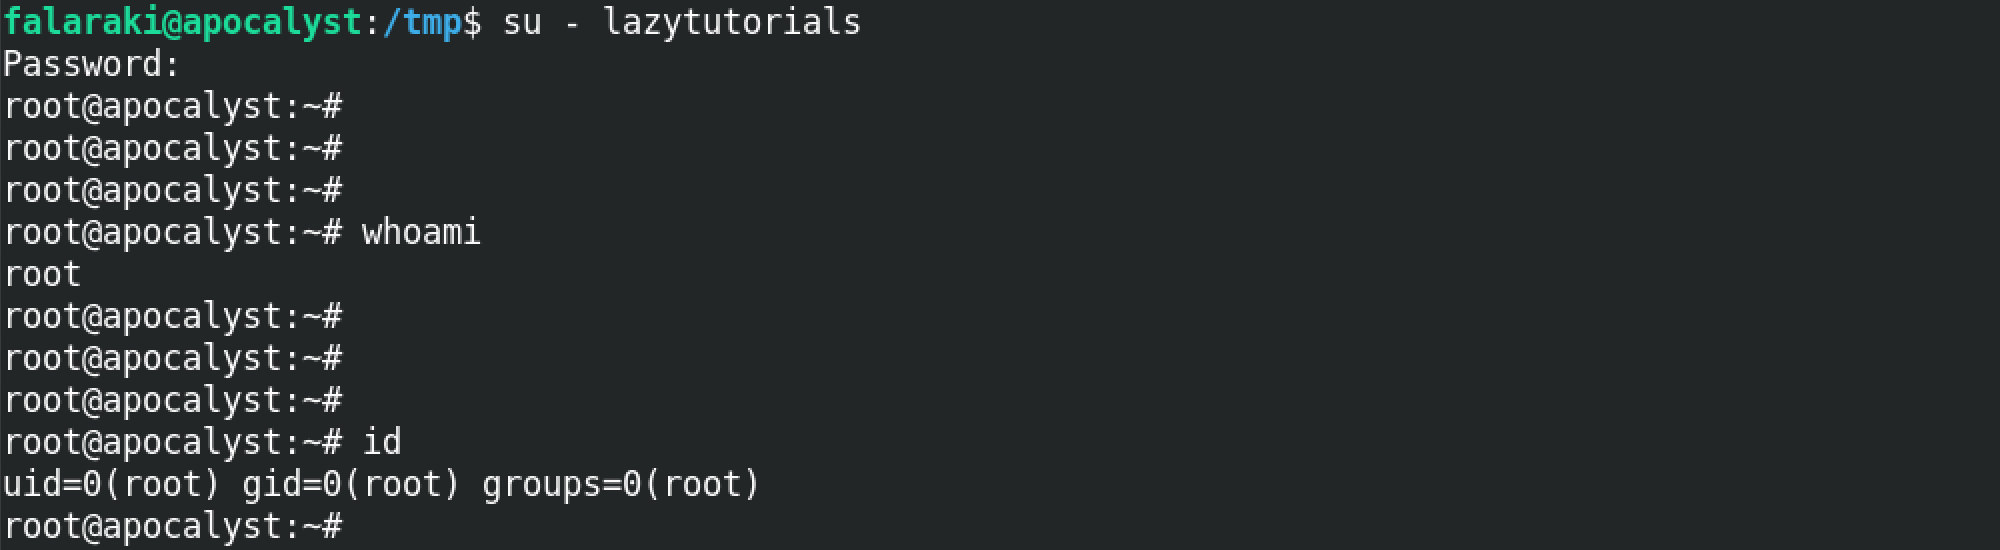 falaraki@apocalyst:/tmp$ su - lazytutorials
Password:
root@apocalyst:~#
root@apocalyst:~#
root@apocalyst:~#
root@apocalyst:~# whoami
root
root@apocalyst:~#
root@apocalyst:~#
root@apocalyst:~#
root@apocalyst:~# id
uid=0(root) gid=0(root) groups=0(root)
root@apocalyst:~#